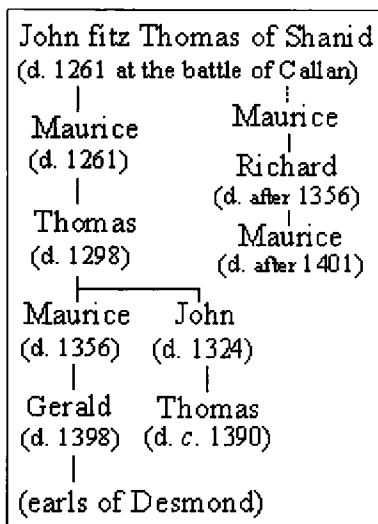 John fitz Thomas of Shanid
(d. 1261 at the battle of Callan)
Maurice Maurice
(d. 1261) Richard
Thomas (d. after 1356)
(d. 1298) Maurice
(d. after 1401)
Maurice John
(d. 1356) (d. 1324)
Gerald Thomas
(d. 1398) (d. c. 1390)
(earls of Desmond)